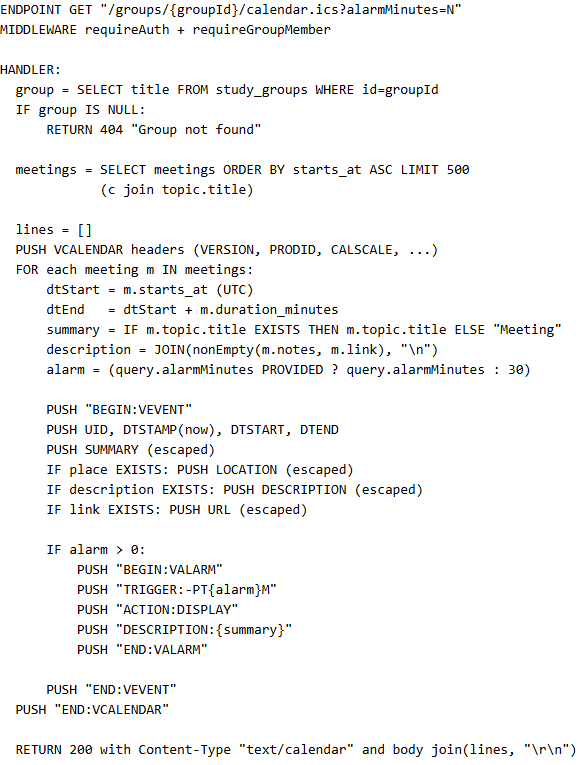 ENDPOINT GET "/groups/{groupId}/calendar.ics?alarmMinutes=N"
MIDDLEWARE requireAuth + requireGroupMember

HANDLER:
  group = SELECT title FROM study_groups WHERE id=groupId
  IF group IS NULL:
      RETURN 404 "Group not found"

  meetings = SELECT meetings ORDER BY starts_at ASC LIMIT 500
             (с join topic.title)

  lines = []
  PUSH VCALENDAR headers (VERSION, PRODID, CALSCALE, ...)
  FOR each meeting m IN meetings:
      dtStart = m.starts_at (UTC)
      dtEnd   = dtStart + m.duration_minutes
      summary = IF m.topic.title EXISTS THEN m.topic.title ELSE "Meeting"
      description = JOIN(nonEmpty(m.notes, m.link), "\n")
      alarm = (query.alarmMinutes PROVIDED ? query.alarmMinutes : 30)

      PUSH "BEGIN:VEVENT"
      PUSH UID, DTSTAMP(now), DTSTART, DTEND
      PUSH SUMMARY (escaped)
      IF place EXISTS: PUSH LOCATION (escaped)
      IF description EXISTS: PUSH DESCRIPTION (escaped)
      IF link EXISTS: PUSH URL (escaped)

      IF alarm > 0:
          PUSH "BEGIN:VALARM"
          PUSH "TRIGGER:-PT{alarm}M"
          PUSH "ACTION:DISPLAY"
          PUSH "DESCRIPTION:{summary}"
          PUSH "END:VALARM"

      PUSH "END:VEVENT"
  PUSH "END:VCALENDAR"

  RETURN 200 with Content-Type "text/calendar" and body join(lines, "\r\n")